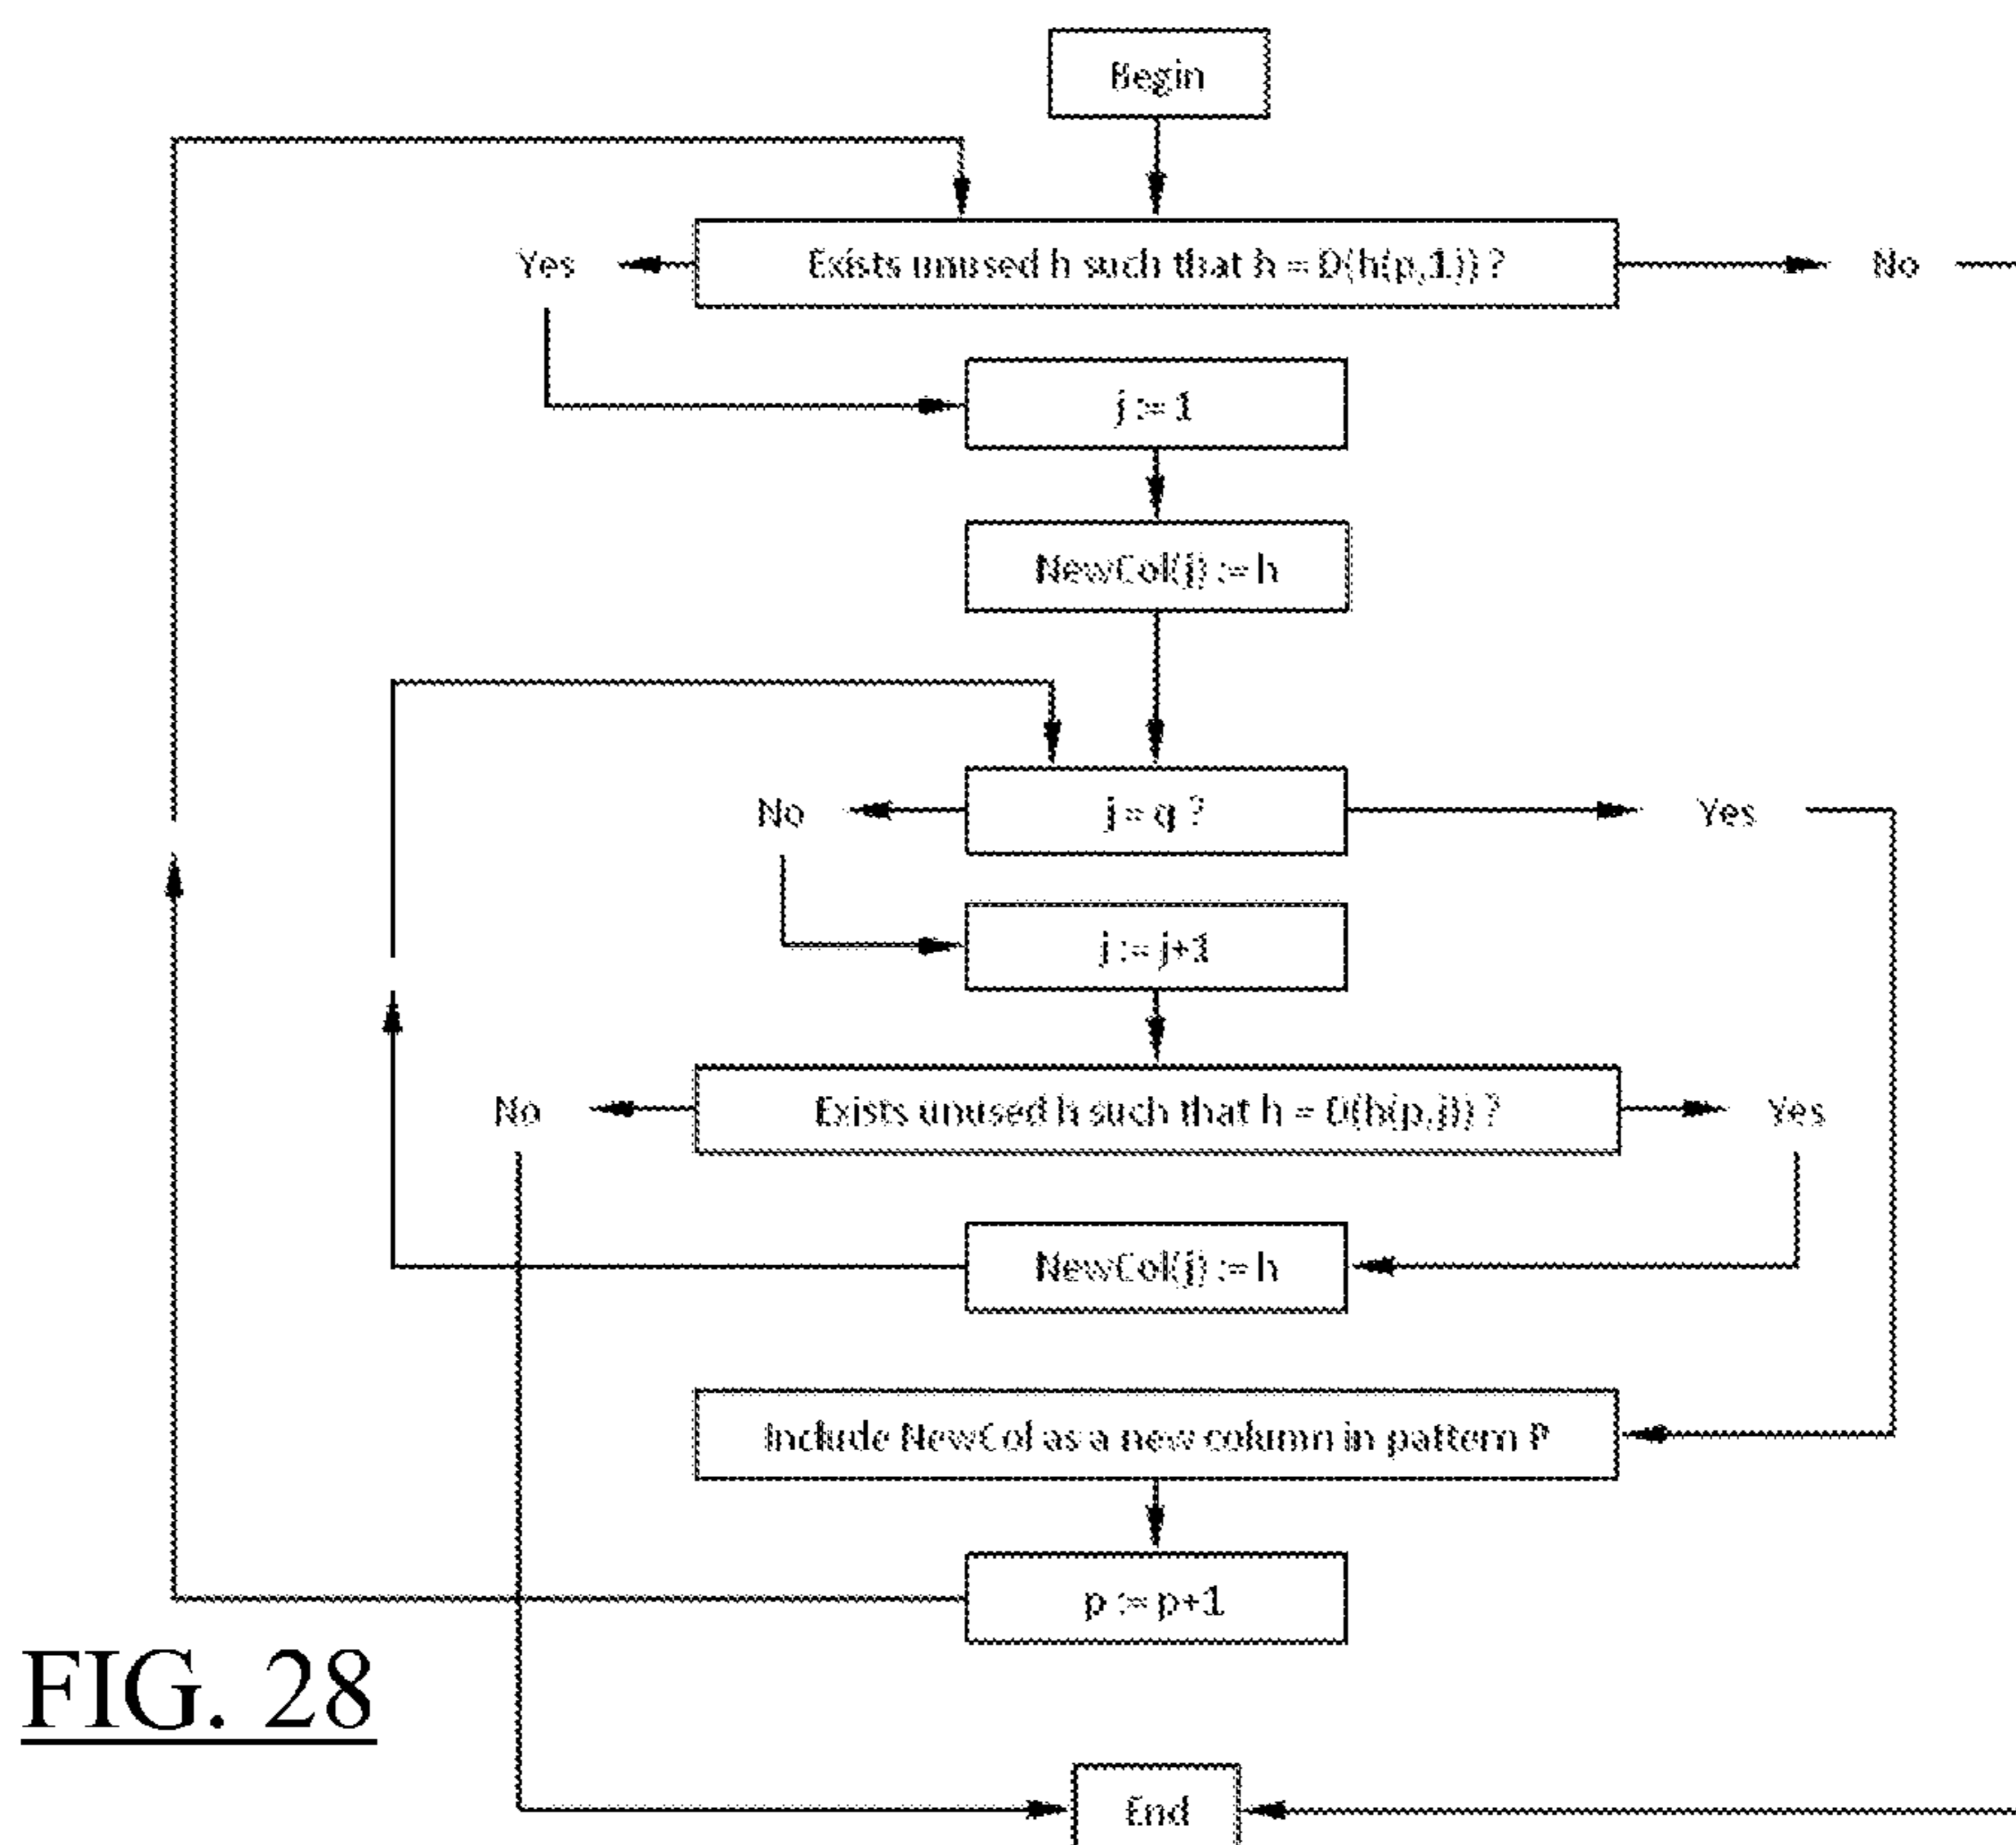 Begin
Yes
Exists unused h such that h = D(h(p,1)) ?
No
j := 1
NewCol(j) := h
No
j = q ?
Yes
j := j+1
No
Exists unused h such that h = D(h(p,j)) ?
Yes
NewCol(j) := h
Include NewCol as a new column in pattern P
p := p+1
FIG. 28
End